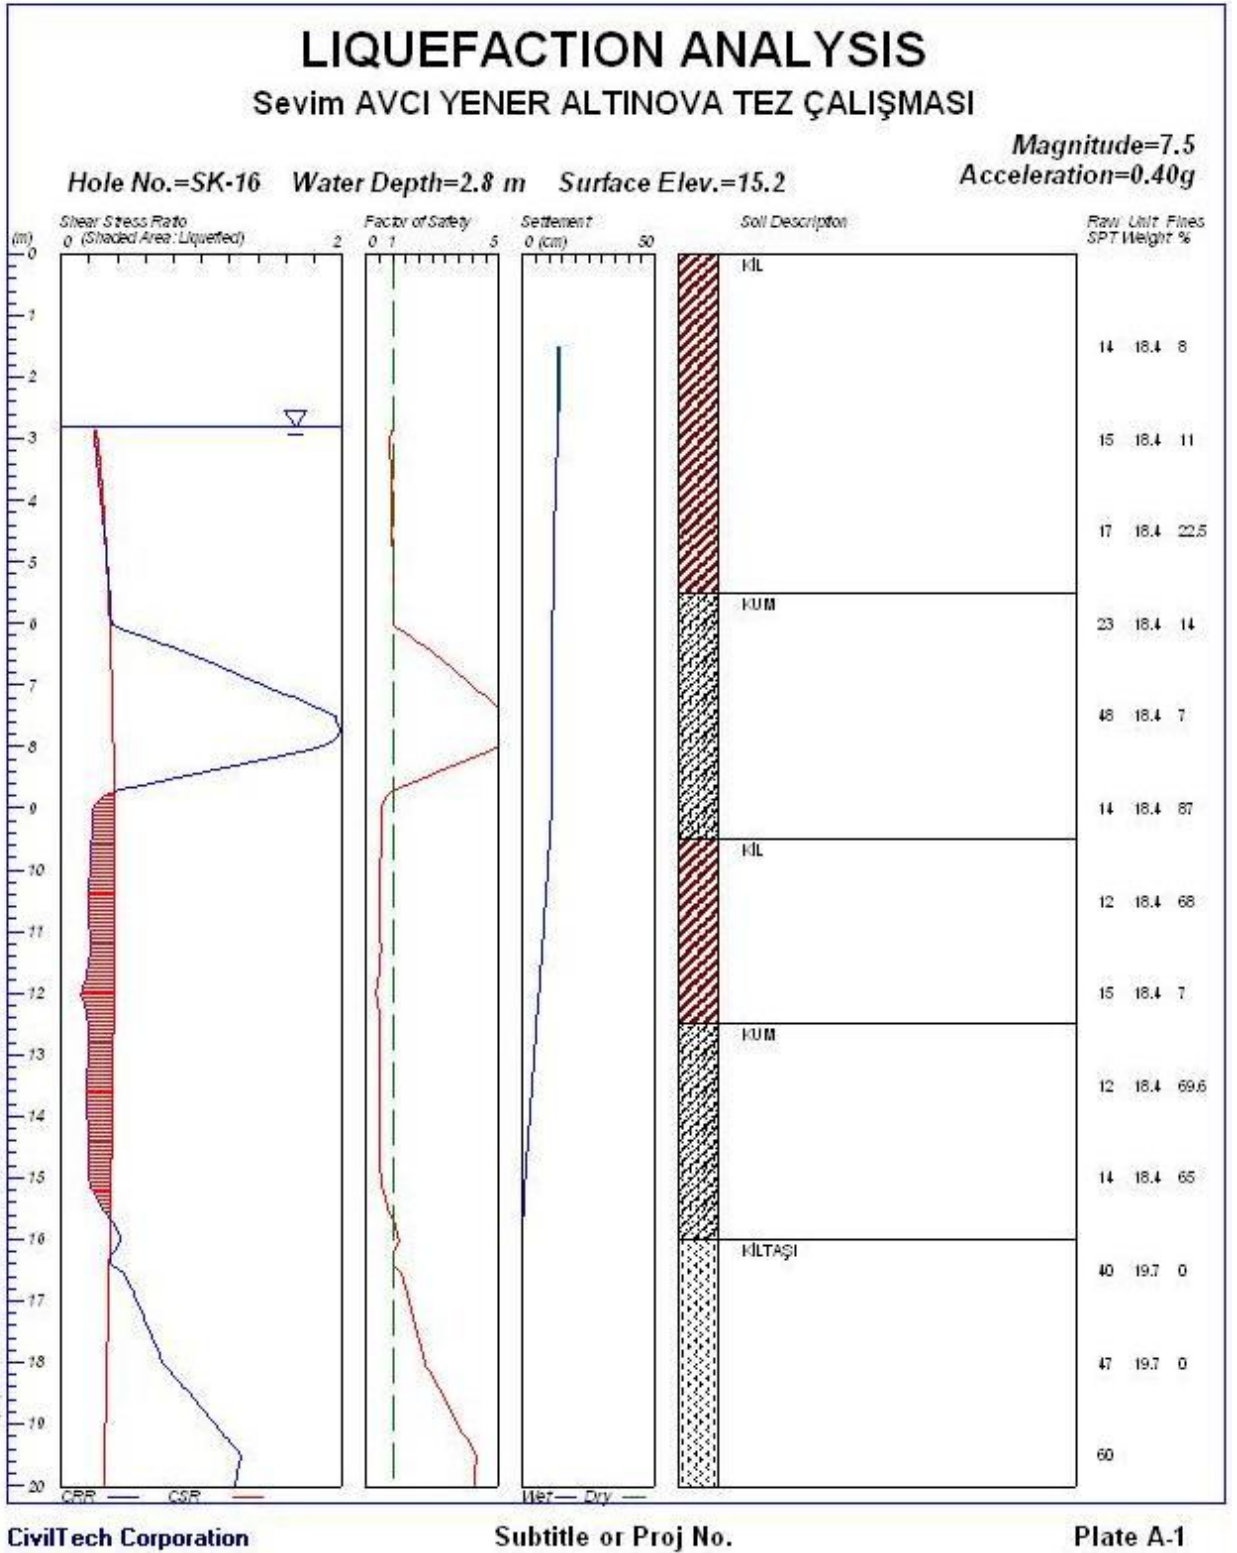 LIQUEFACTION ANALYSIS
Sevim AVCI YENER ALTINOVA TEZ ÇALIŞMASI
Magnitude=7.5
Hole No.=SK-16 Water Depth=2.8 m Surface Elev.=15.2 Acceleration=0.40g
Shear Stress Ratio Factor of Safety Settlement Soil Description Raw Unit Fines
(m) 0 (Shaded Area: Liquefied) 2 0 1 5 0 (cm) 50 SPT Weight %
0 KİL
1
14 18.4 8
2
3 15 18.4 11
4
17 18.4 22.5
5
KUM
6 23 18.4 14
7
48 18.4 7
8
9 14 18.4 87
KİL
10
12 18.4 68
11
12 15 18.4 7
KUM
13
12 18.4 69.6
14
15 14 18.4 65
16 KİLTAŞI
40 19.7 0
17
18 47 19.7 0
19
60
20
CRR CSR Wet Dry
CivilTech Corporation Subtitle or Proj No. Plate A-1